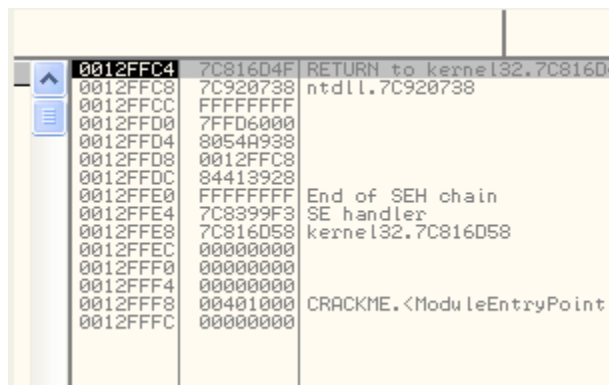 0012FFC4 7C816D4F RETURN to kernel32.7C816D
0012FFC8 7C920738 ntdll.7C920738
0012FFCC FFFFFFFF
0012FFD0 7FFD6000
0012FFD4 8054A938
0012FFD8 0012FFC8
0012FFDC 84413928
0012FFE0 FFFFFFFF End of SEH chain
0012FFE4 7C8399F3 SE handler
0012FFE8 7C816D58 kernel32.7C816D58
0012FFEC 00000000
0012FFF0 00000000
0012FFF4 00000000
0012FFF8 00401000 CRACKME.<ModuleEntryPoint
0012FFFC 00000000